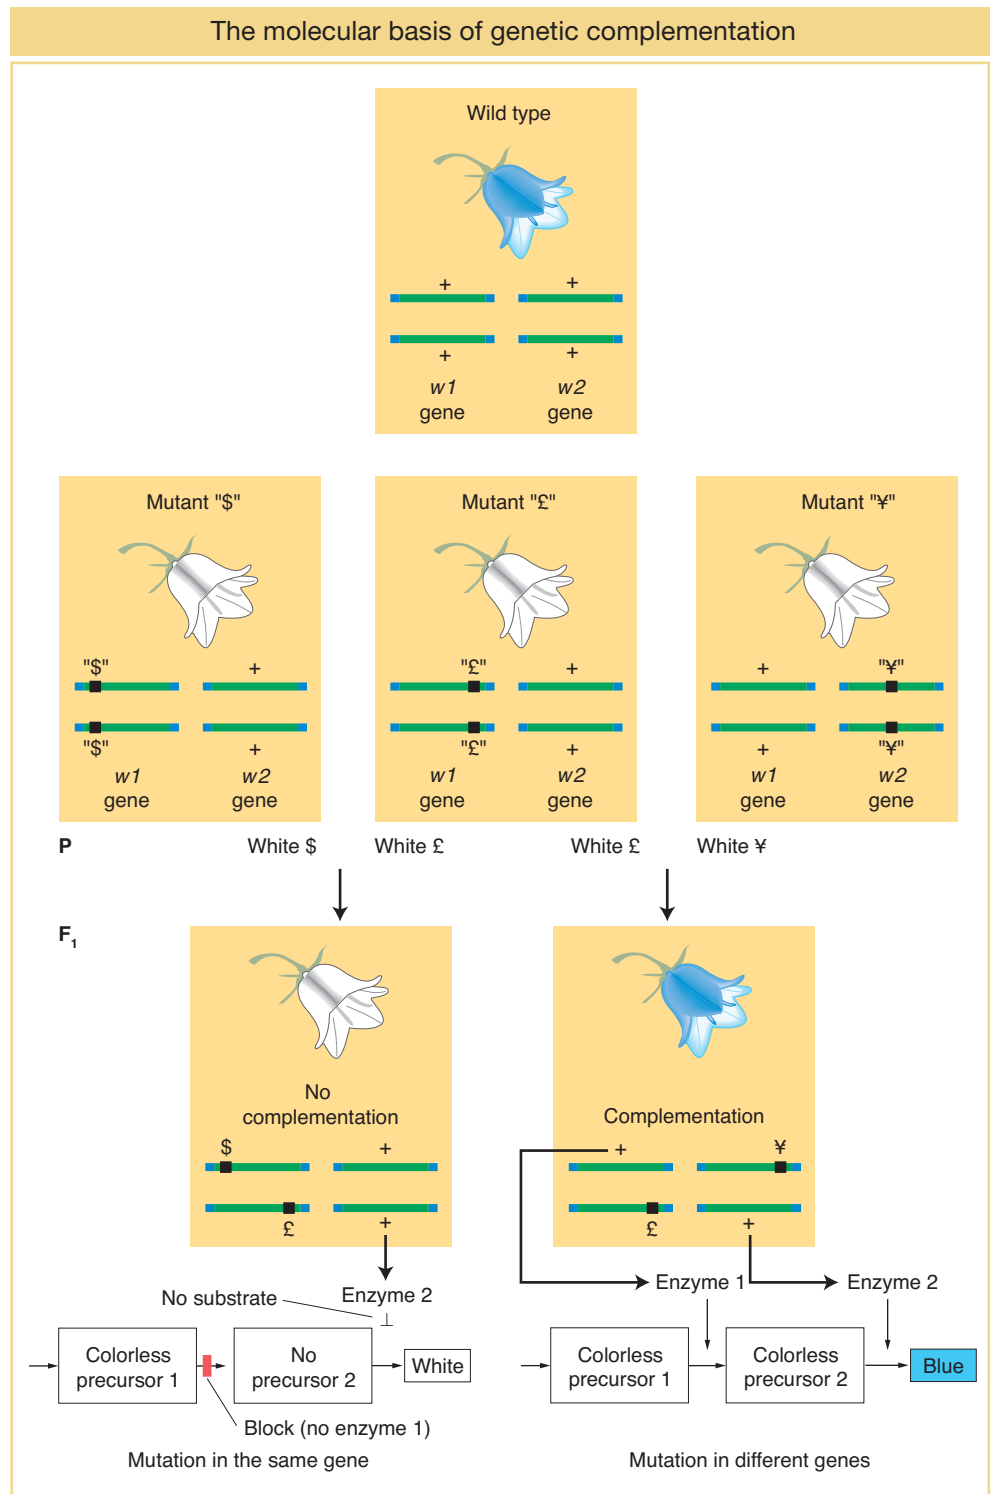 The molecular basis of genetic complementation
Wild type
+ +
+ +
w1 w2
gene gene
Mutant "$" Mutant "£" Mutant "¥"
"$" + "£" + + "¥"
"$" + "£" + + "¥"
w1 w2 w1 w2 w1 w2
gene gene gene gene gene gene
P White $ White £ White £ White ¥
F1
No
complementation
$ +
£ +
Complementation
+ ¥
£ +
Enzyme 2
No substrate
Colorless
precursor 1
No
precursor 2
White
Block (no enzyme 1)
Mutation in the same gene
Enzyme 1 Enzyme 2
Colorless
precursor 1
Colorless
precursor 2
Blue
Mutation in different genes